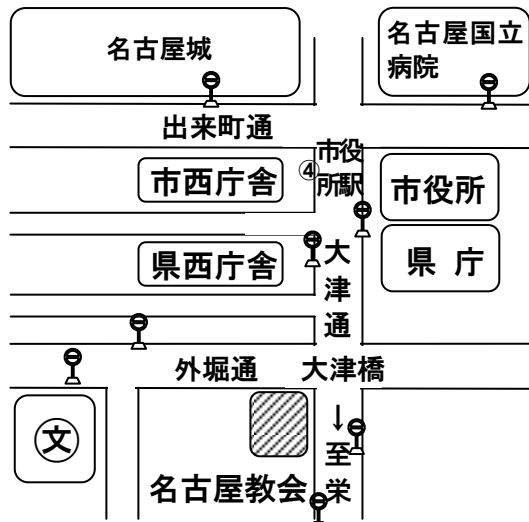 名古屋城
名古屋国立
病院
出来町通
市役
所駅
④
市西庁舎
市役所
県西庁舎
県 庁
大津通
外堀通
大津橋
文
↓至栄
名古屋教会